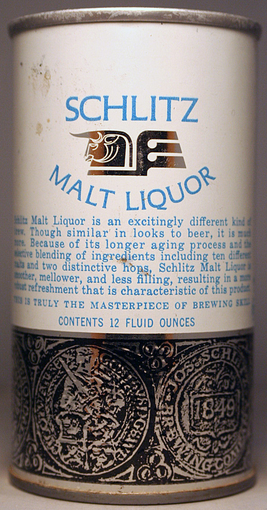 SCHLITZ
MALT LIQUOR
Schlitz Malt Liquor is an excitingly different kind of
brew. Though similar in looks to beer, it is much
more. Because of its longer aging process and the
selective blending of ingredients including ten different
malts and two distinctive hops, Schlitz Malt Liquor is
smoother, mellower, and less filling, resulting in a more
robust refreshment that is characteristic of this product.
THIS IS TRULY THE MASTERPIECE OF BREWING SKILL
CONTENTS 12 FLUID OUNCES
1849
BREWING COMPANY